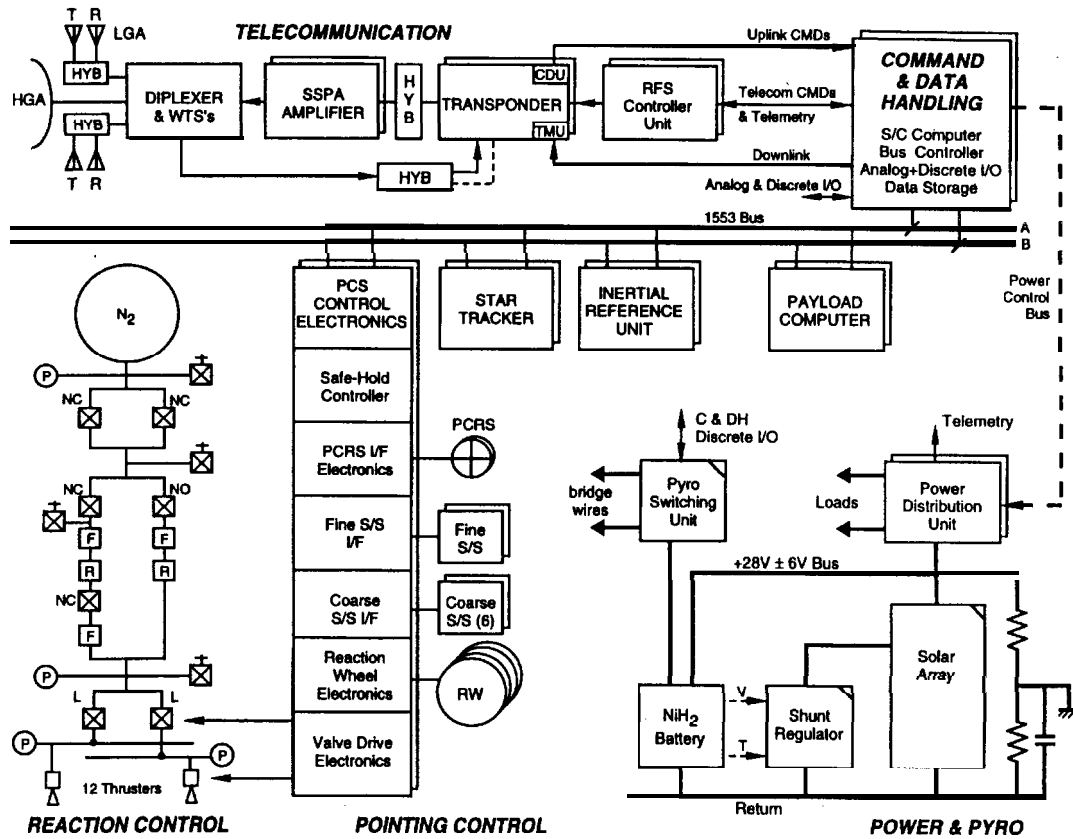 T R
LGA
TELECOMMUNICATION
HYB
HGA
HYB
T R
DIPLEXER
& WTS's
SSPA
AMPLIFIER
H
Y
B
TRANSPONDER
CDU
TMU
HYB
RFS
Controller
Unit
Uplink CMDs
Telecom CMDs
& Telemetry
Downlink
Analog & Discrete I/O
COMMAND
& DATA
HANDLING
S/C Computer
Bus Controller
Analog+Discrete I/O
Data Storage
1553 Bus
A
B
Power
Control
Bus
N2
P
NC
NC
NC
NO
F
F
R
R
NC
F
P
L
L
P
P
12 Thrusters
REACTION CONTROL
PCS
CONTROL
ELECTRONICS
Safe-Hold
Controller
PCRS I/F
Electronics
Fine S/S
I/F
Coarse
S/S I/F
Reaction
Wheel
Electronics
Valve Drive
Electronics
STAR
TRACKER
INERTIAL
REFERENCE
UNIT
PAYLOAD
COMPUTER
PCRS
Fine
S/S
Coarse
S/S (6)
RW
POINTING CONTROL
C & DH
Discrete I/O
bridge
wires
Pyro
Switching
Unit
Telemetry
Loads
Power
Distribution
Unit
+28V ± 6V Bus
NiH2
Battery
V
T
Shunt
Regulator
Solar
Array
Return
POWER & PYRO